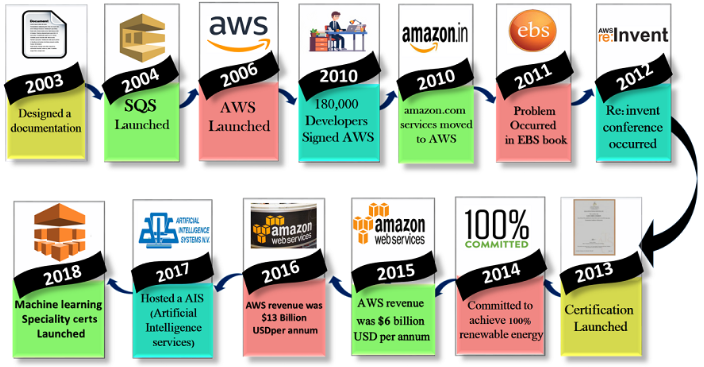 Document
aws
amazon.in
ebs
AWS
re:Invent
2003
2004
2006
2010
2010
2011
2012
Designed a
documentation
SQS
Launched
AWS
Launched
180,000
Developers
Signed AWS
amazon.com
services moved
to AWS
Problem
Occurred
in EBS book
Re:invent
conference
occurred
ARTIFICIAL
INTELLIGENCE
SYSTEMS N.V.
amazon
webservices
amazon
webservices
100%
COMMITTED
2018
2017
2016
2015
2014
2013
Machine learning
Speciality certs
Launched
Hosted a AIS
(Artificial
Intelligence
services)
AWS revenue was
$13 Billion
USDper annum
AWS revenue
was $6 billion
USD per annum
Committed to
achieve 100%
renewable energy
Certification
Launched